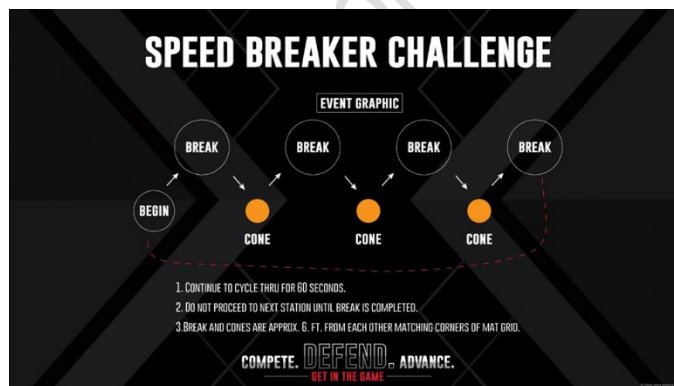 SPEED BREAKER CHALLENGE
EVENT GRAPHIC
BREAK BREAK BREAK BREAK
BEGIN
CONE CONE CONE
1. CONTINUE TO CYCLE THRU FOR 60 SECONDS.
2. DO NOT PROCEED TO NEXT STATION UNTIL BREAK IS COMPLETED.
3.BREAK AND CONES ARE APPROX. 6. FT. FROM EACH OTHER MATCHING CORNERS OF MAT GRID.
COMPETE. DEFEND. ADVANCE.
GET IN THE GAME